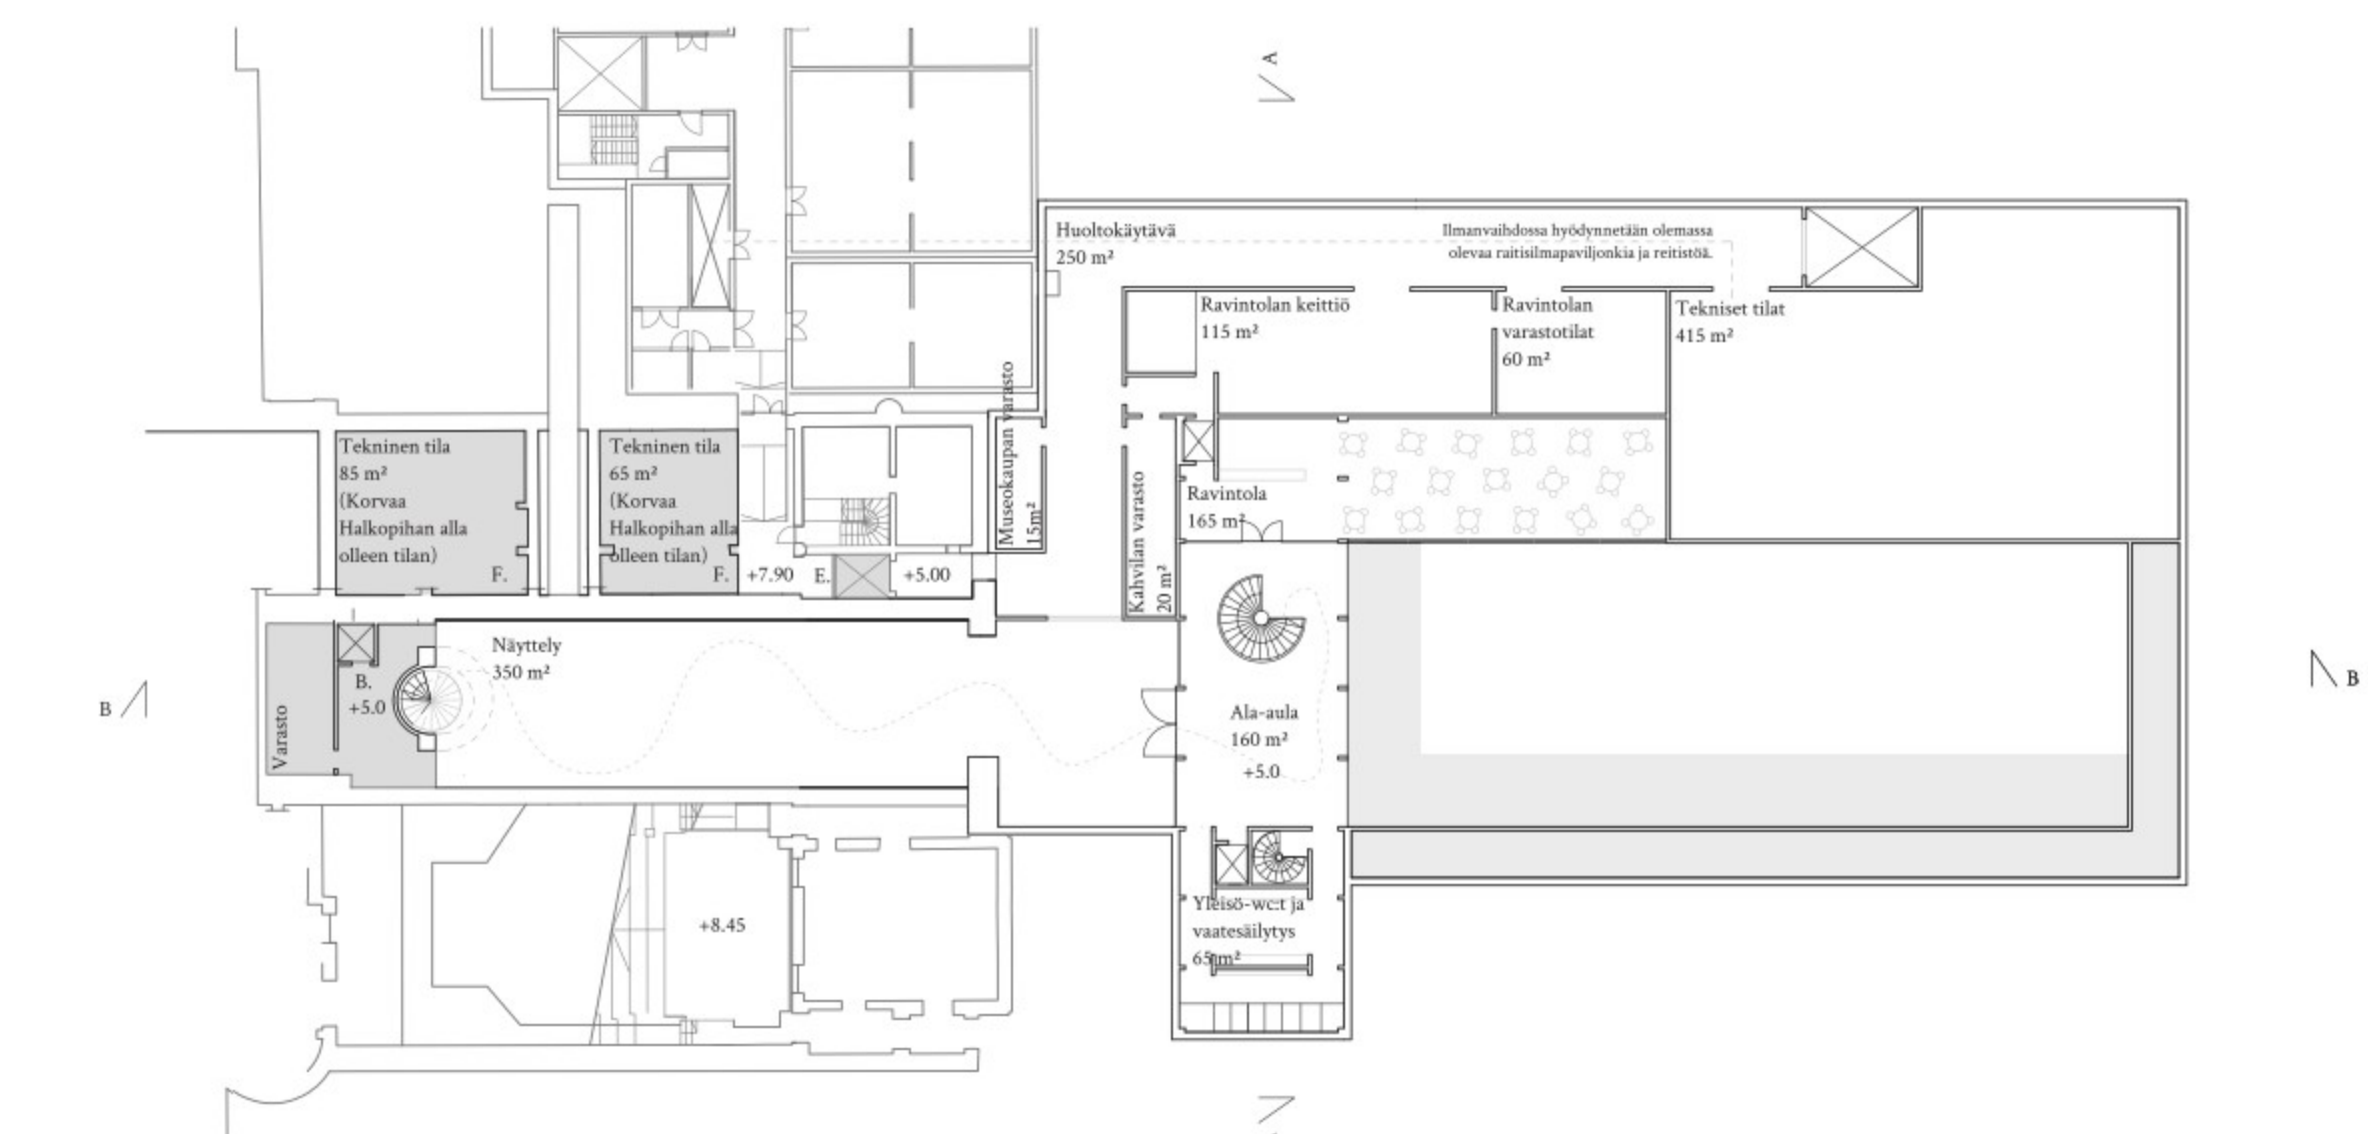 A
Huoltokäytävä
250 m²
Ilmanvaihdossa hyödynnetään olemassa
olevaa raitisilmapaviljonkia ja reitistöä.
Ravintolan keittiö
115 m²
Ravintolan
varastotilat
60 m²
Tekniset tilat
415 m²
Tekninen tila
85 m²
(Korvaa
Halkopihan alla
olleen tilan)
F.
Tekninen tila
65 m²
(Korvaa
Halkopihan alla
olleen tilan)
F.
+7.90
E.
+5.00
Museokaupan varasto
15m²
Kahvilan varasto
20 m²
Ravintola
165 m²
Näyttely
350 m²
B.
+5.0
Varasto
B
B
Ala-aula
160 m²
+5.0
+8.45
Yleisö-wc:t ja
vaatesäilytys
65 m²